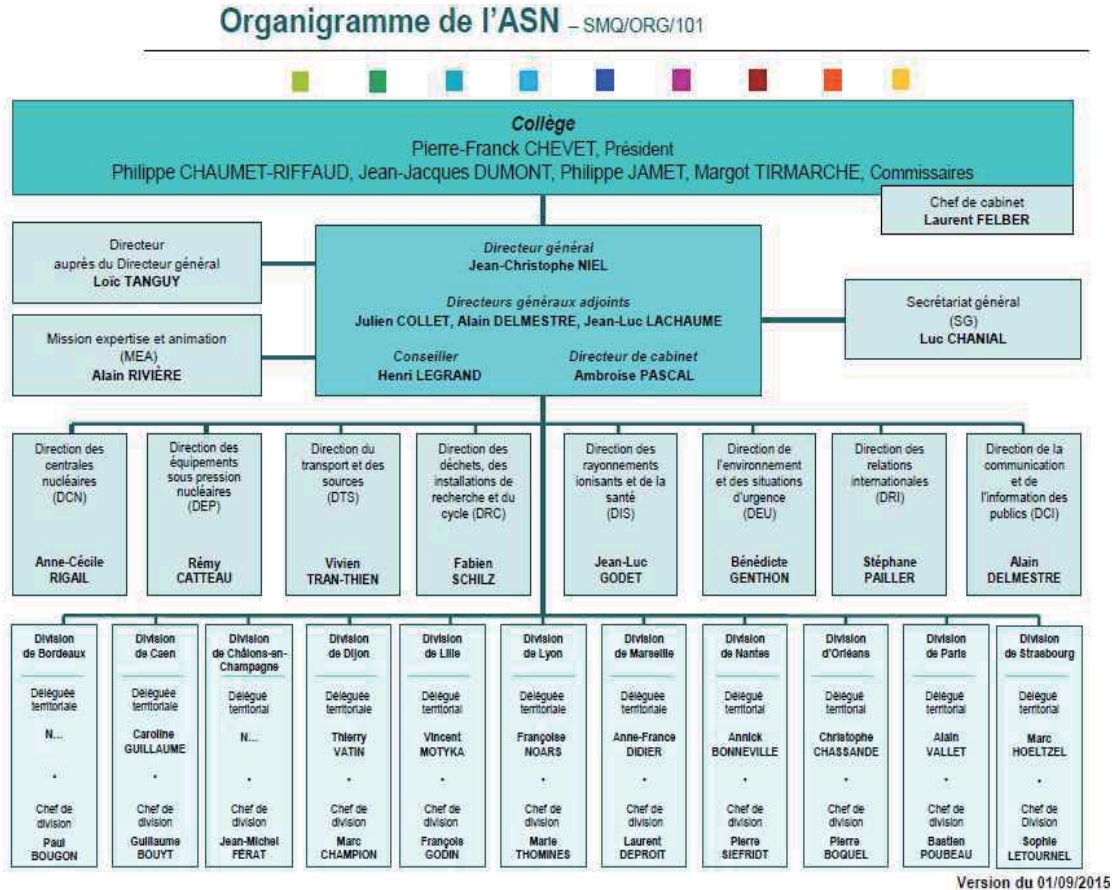 Organigramme de l'ASN – SMQ/ORG/101
Collège
Pierre-Franck CHEVET, Président
Philippe CHAUMET-RIFFAUD, Jean-Jacques DUMONT, Philippe JAMET, Margot TIRMARCHE, Commissaires
Chef de cabinet
Laurent FELBER
Directeur
auprès du Directeur général
Loïc TANGUY
Mission expertise et animation
(MEA)
Alain RIVIÈRE
Directeur général
Jean-Christophe NIEL
Directeurs généraux adjoints
Julien COLLET, Alain DELMESTRE, Jean-Luc LACHAUME
Conseiller
Henri LEGRAND
Directeur de cabinet
Ambroise PASCAL
Secrétariat général
(SG)
Luc CHANIAL
Direction des
centrales
nucléaires
(DCN)
Anne-Cécile
RIGAIL
Direction des
équipements
sous pression
nucléaires
(DEP)
Rémy
CATTEAU
Direction du
transport et des
sources
(DTS)
Vivien
TRAN-THIEN
Direction des
déchets, des
installations de
recherche et du
cycle (DRC)
Fabien
SCHILZ
Direction des
rayonnements
ionisants et de la
santé
(DIS)
Jean-Luc
GODET
Direction de
l'environnement
et des situations
d'urgence
(DEU)
Bénédicte
GENTHON
Direction des
relations
internationales
(DRI)
Stéphane
PAILLER
Direction de la
communication
et de
l'information des
publics (DCI)
Alain
DELMESTRE
Division
de Bordeaux
Déléguée
territoriale
N...
Chef de
division
Paul
BOUGON
Division
de Caen
Déléguée
territoriale
Caroline
GUILLAUME
Chef de
division
Guillaume
BOUYT
Division
de Châlons-en-
Champagne
Délégué
territorial
N...
Chef de
division
Jean-Michel
FÉRAT
Division
de Dijon
Déléguée
territoriale
Thierry
VATIN
Chef de
division
Marc
CHAMPION
Division
de Lille
Déléguée
territoriale
Vincent
MOTYKA
Chef de
division
François
GODIN
Division
de Lyon
Délégué
territorial
Françoise
NOARS
Chef de
division
Marie
THOMINES
Division
de Marseille
Déléguée
territoriale
Anne-France
DIDIER
Chef de
division
Laurent
DEPROIT
Division
de Nantes
Délégué
territorial
Annick
BONNEVILLE
Chef de
division
Pierre
SIEFRIDT
Division
d'Orléans
Délégué
territorial
Christophe
CHASSANDE
Chef de
division
Pierre
BOQUEL
Division
de Paris
Délégué
territorial
Alain
VALLET
Chef de
division
Bastien
POUBEAU
Division
de Strasbourg
Délégué
territorial
Marc
HOELTZEL
Chef de
Division
Sophie
LETOURNEL
Version du 01/09/2015